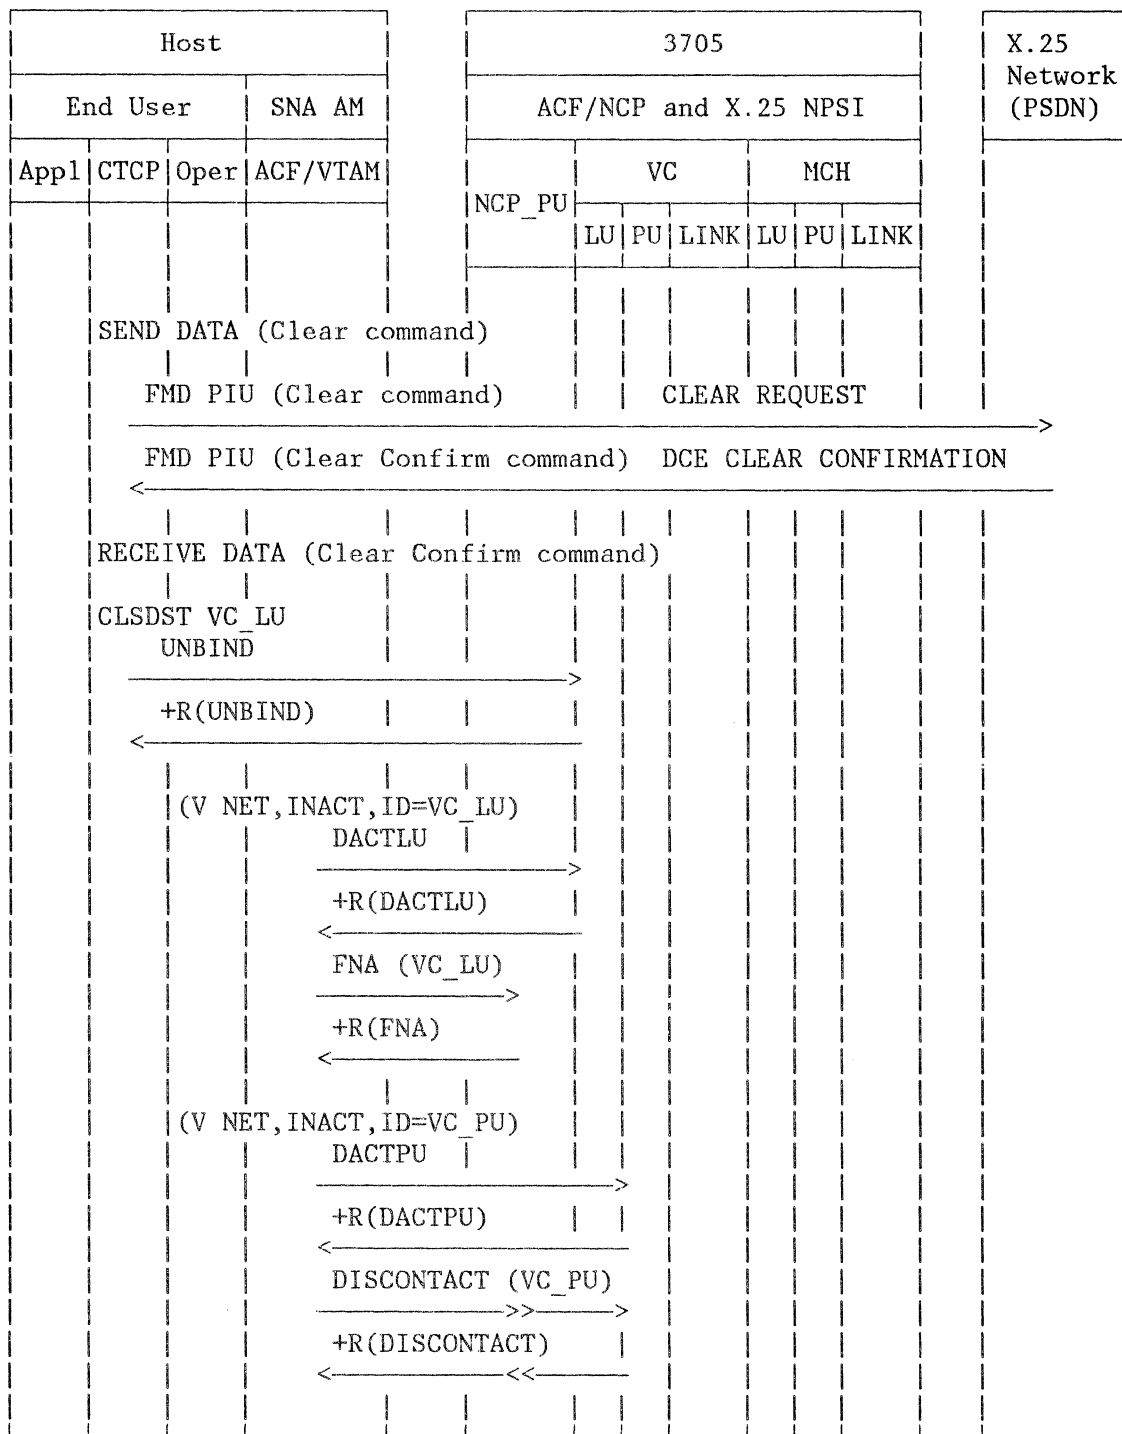 Host 3705 X.25
Network
End User SNA AM ACF/NCP and X.25 NPSI (PSDN)
Appl CTCP Oper ACF/VTAM VC MCH
NCP_PU
LU PU LINK LU PU LINK
SEND DATA (Clear command)
FMD PIU (Clear command) CLEAR REQUEST
FMD PIU (Clear Confirm command) DCE CLEAR CONFIRMATION
RECEIVE DATA (Clear Confirm command)
CLSDST VC_LU
UNBIND
+R(UNBIND)
(V NET,INACT,ID=VC_LU)
DACTLU
+R(DACTLU)
FNA (VC_LU)
+R(FNA)
(V NET,INACT,ID=VC_PU)
DACTPU
+R(DACTPU)
DISCONTACT (VC_PU)
+R(DISCONTACT)